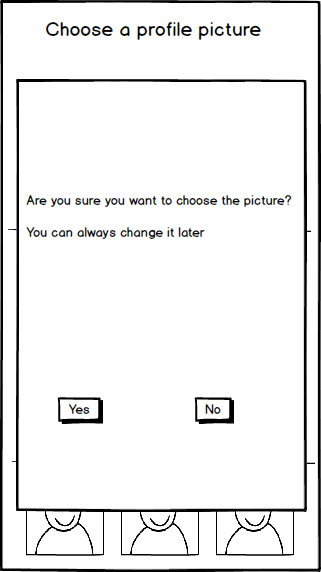 Choose a profile picture
Are you sure you want to choose the picture?
You can always change it later
Yes
No